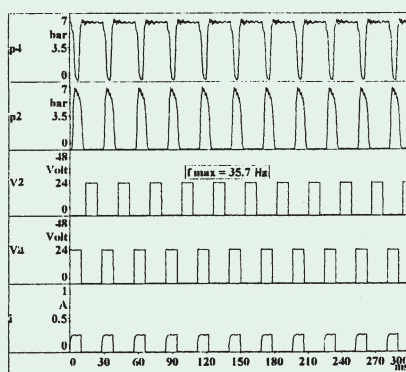 7
p4 bar
3.5
0
7
bar
p2 3.5
0
48
Volt
V2 24
f max = 35.7 Hz
0
48
Volt
V4 24
0
1
i A
0.5
0
0 30 60 90 120 150 180 210 240 270 300
ms